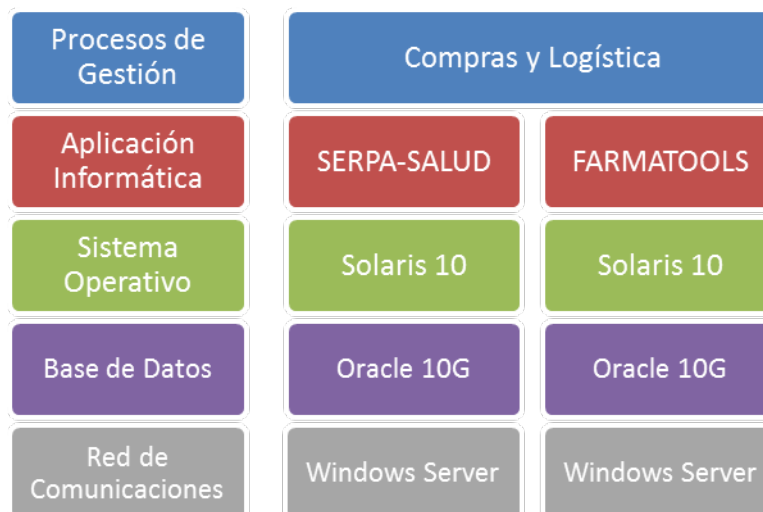 Procesos de
Gestión
Compras y Logística
Aplicación
Informática
SERPA-SALUD
FARMATOOLS
Sistema
Operativo
Solaris 10
Solaris 10
Base de Datos
Oracle 10G
Oracle 10G
Red de
Comunicaciones
Windows Server
Windows Server